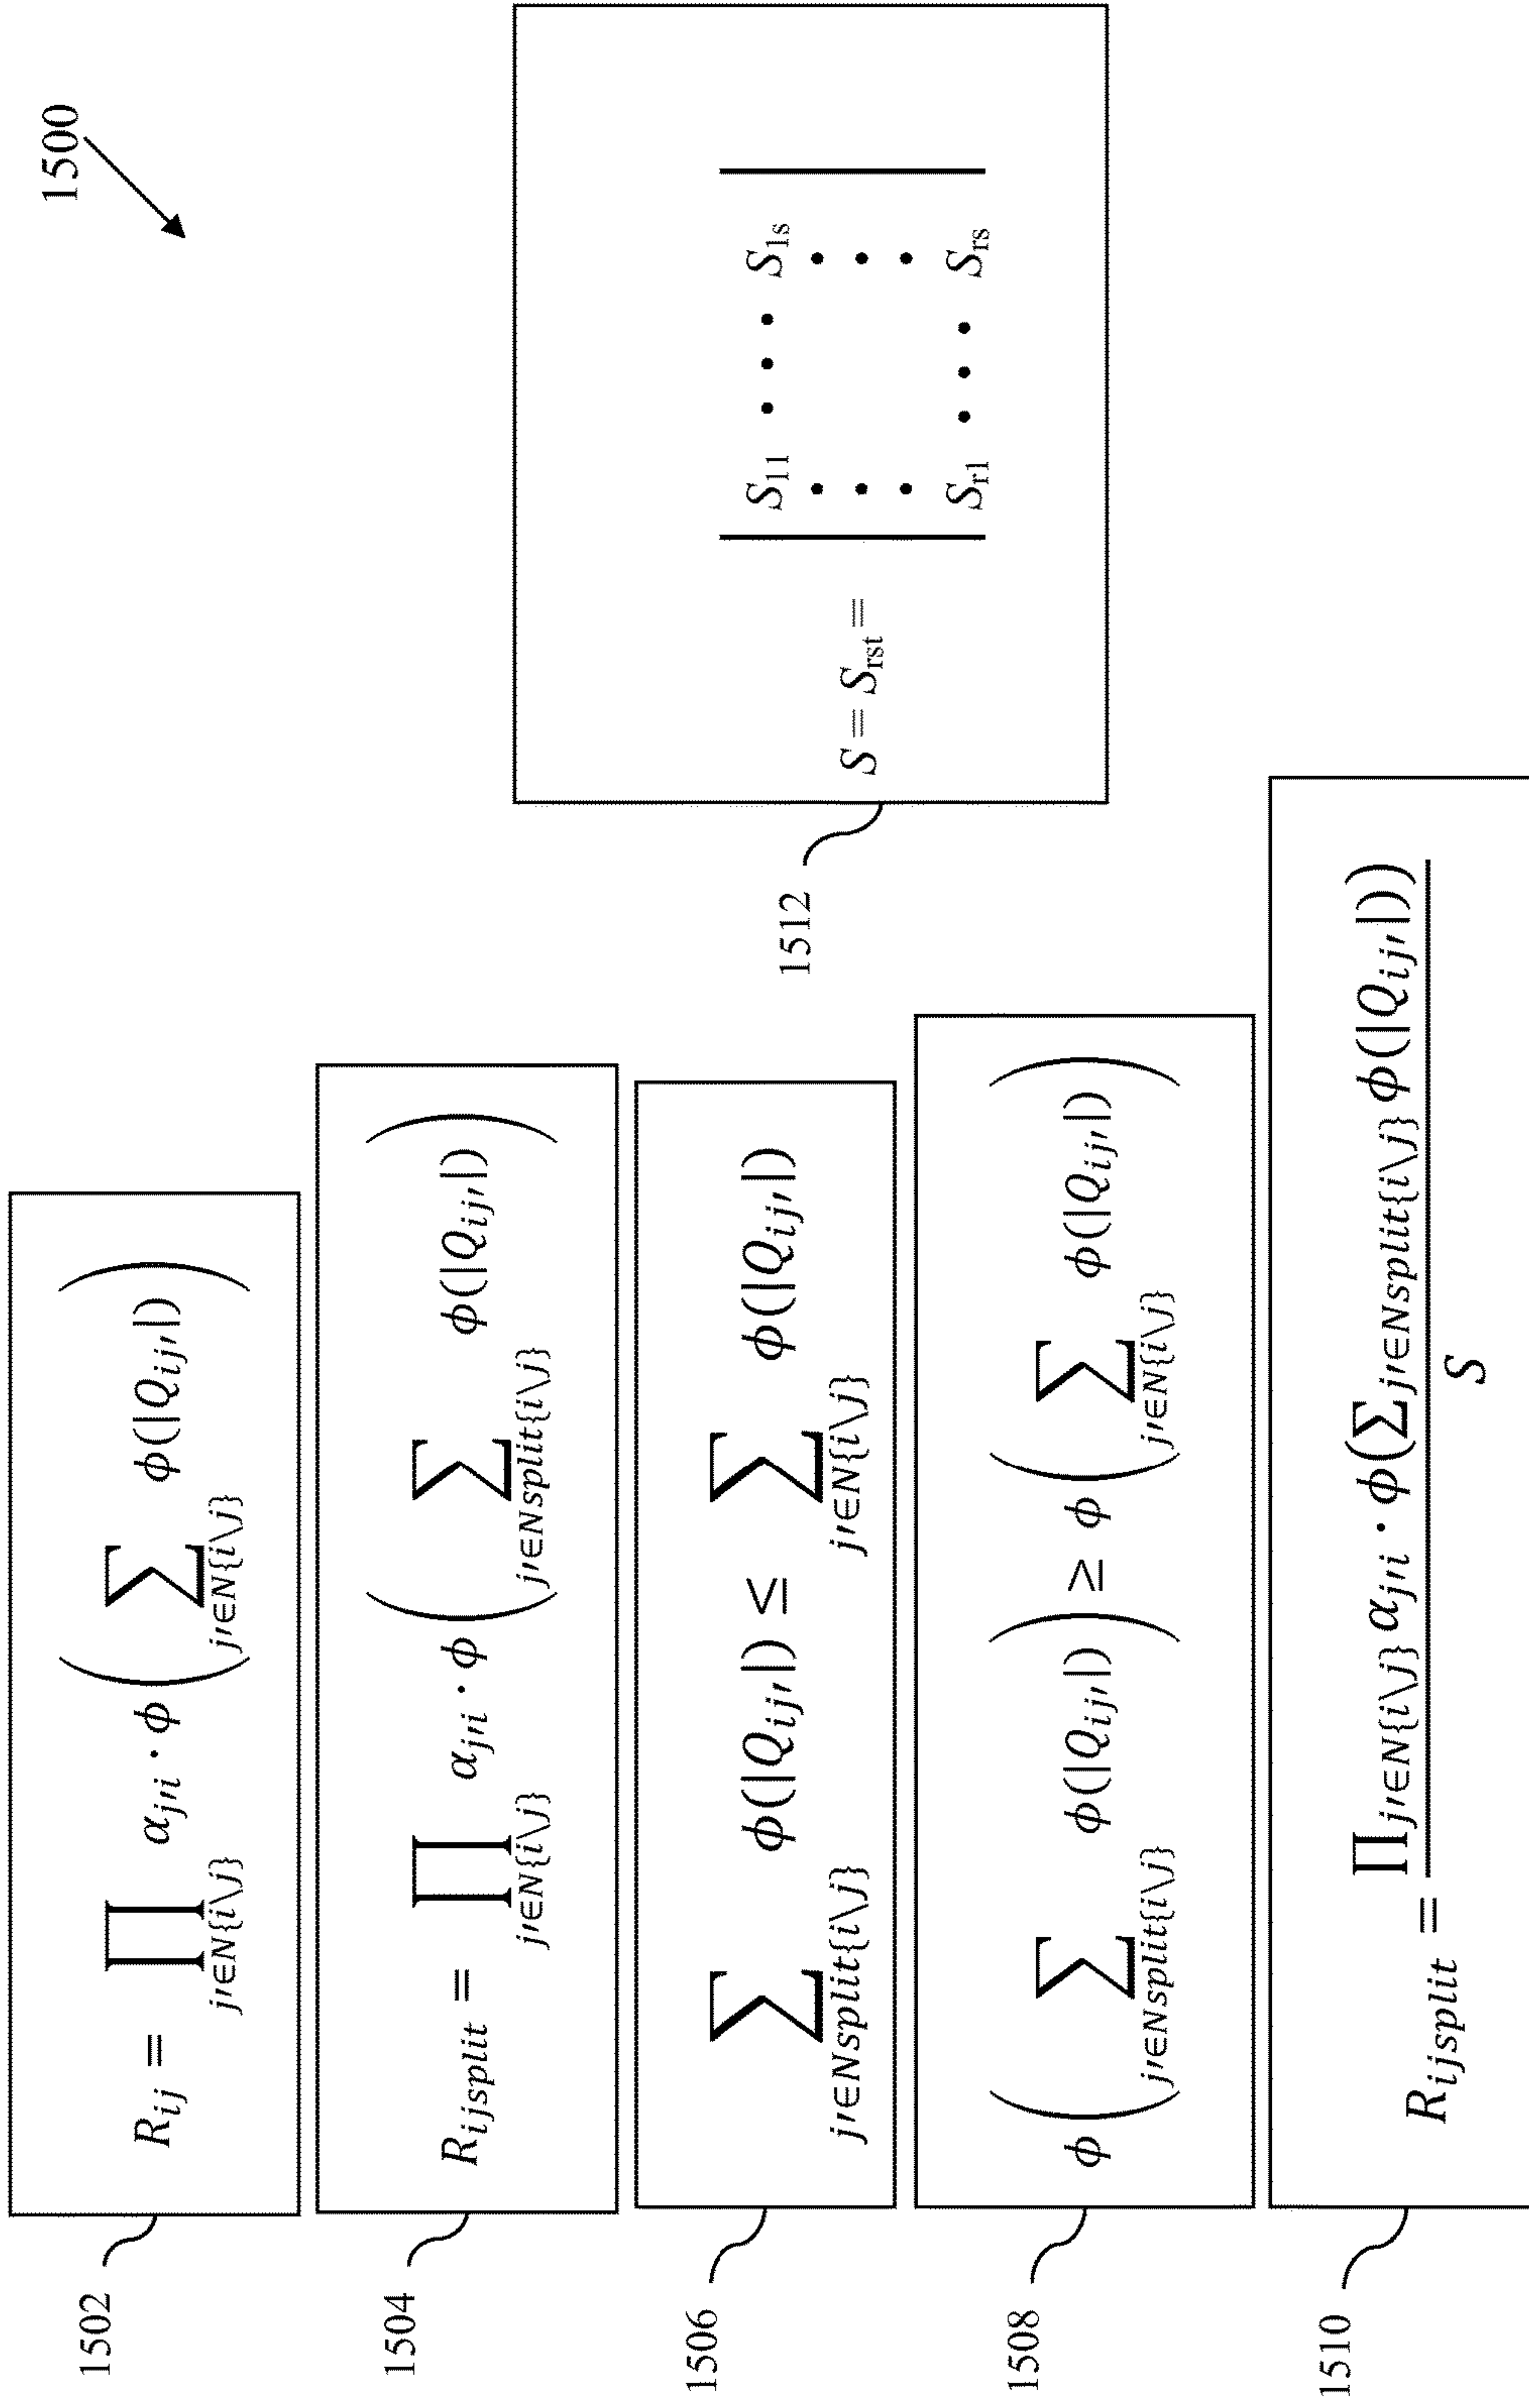 1500
1502
R_{ij} = ∏_{j′∈N{i\j}} α_{j′i} · ϕ ( ∑_{j′∈N{i\j}} ϕ(|Q_{ij′}|) )
1504
R_{ijsplit} = ∏_{j′∈N{i\j}} α_{j′i} · ϕ ( ∑_{j′∈Nsplit{i\j}} ϕ(|Q_{ij′}|) )
1506
∑_{j′∈Nsplit{i\j}} ϕ(|Q_{ij′}|) ≤ ∑_{j′∈N{i\j}} ϕ(|Q_{ij′}|)
1508
ϕ ( ∑_{j′∈Nsplit{i\j}} ϕ(|Q_{ij′}|) ) ≥ ϕ ( ∑_{j′∈N{i\j}} ϕ(|Q_{ij′}|) )
1510
R_{ijsplit} = \frac{∏_{j′∈N{i\j}} α_{j′i} · ϕ(∑_{j′∈Nsplit{i\j}} ϕ(|Q_{ij′}|))}{S}
1512
S_{11} • • • S_{1s}
S = S_{rst} =
S_{r1} • • • S_{rs}